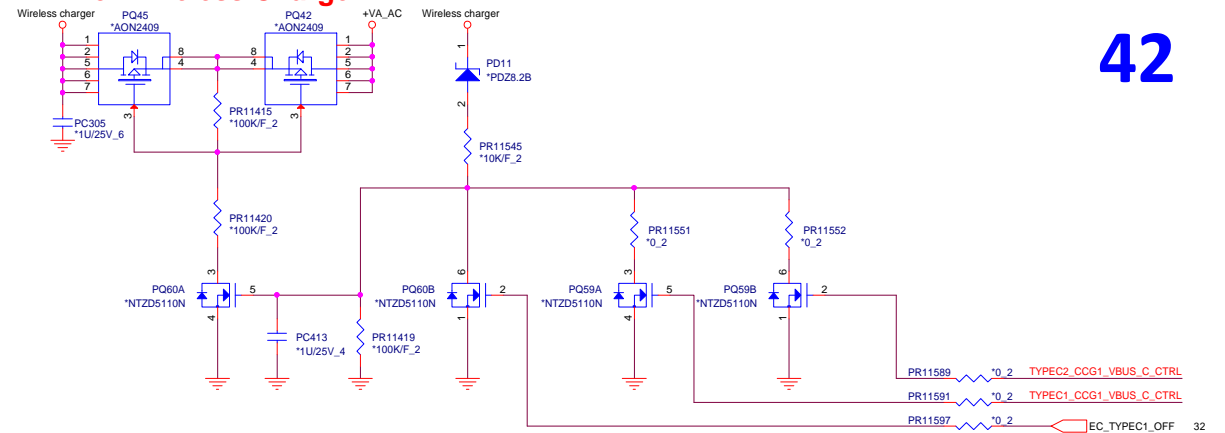 Wireless charger
PQ45
*AON2409
PQ42
*AON2409
+VA_AC
Wireless charger
42
1
2
5
6
7
8
4
3
8
4
3
1
2
5
6
7
PC305
*1U/25V_6
PR11415
*100K/F_2
1
PD11
*PDZ8.2B
2
PR11545
*10K/F_2
PR11420
*100K/F_2
PR11551
*0_2
PR11552
*0_2
PQ60A
*NTZD5110N
3
5
4
PQ60B
*NTZD5110N
6
2
1
PQ59A
*NTZD5110N
3
5
4
PQ59B
*NTZD5110N
6
2
1
PC413
*1U/25V_4
PR11419
*100K/F_2
PR11589
*0_2
TYPEC2_CCG1_VBUS_C_CTRL
PR11591
*0_2
TYPEC1_CCG1_VBUS_C_CTRL
PR11597
*0_2
EC_TYPEC1_OFF
32